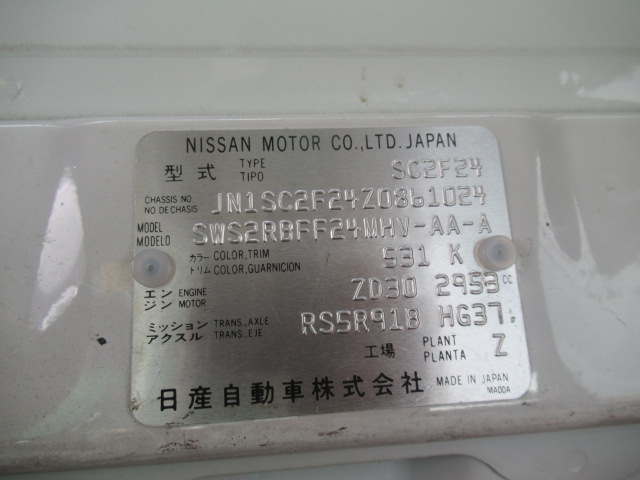 NISSAN MOTOR CO.,LTD. JAPAN
型式 TYPE TIPO SC2F24
CHASSIS NO. NO DE CHASIS JN1SC2F24Z0861024
MODEL MODELO SWS2RBFF24MHV-AA-A
カラー COLOR,TRIM トリム COLOR,GUARNICION 531 K
エンジン ENGINE MOTOR ZD30 2953 CC
ミッション TRANS.,AXLE アクスル TRANS.,EJE RS5R91B HG37.
工場 PLANT PLANTA Z
日産自動車株式会社 MADE IN JAPAN
MA00A